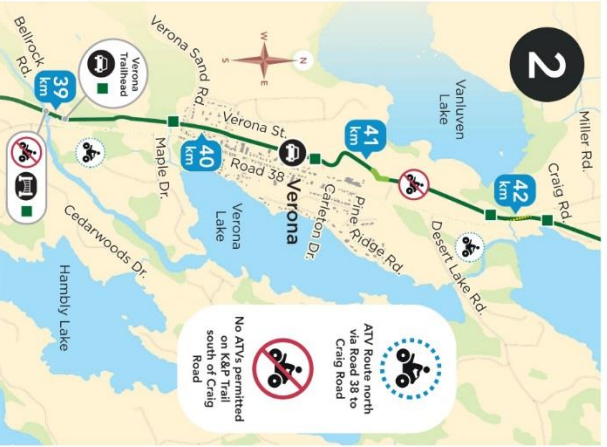 2
Miller Rd.
Craig Rd.
42
km
Vanluven
Lake
Desert Lake Rd.
41
km
Pine Ridge Rd.
Carleton Dr.
Verona
Verona St.
Road 38
40
km
Verona
Lake
Maple Dr.
Verona Sand Rd.
N
E
S
W
Verona
Trailhead
39
km
Bellrock
Rd.
Cedarwoods Dr.
Hambly Lake
ATV Route north
via Road 38 to
Craig Road
No ATVs permitted
on K&P Trail
south of Craig
Road